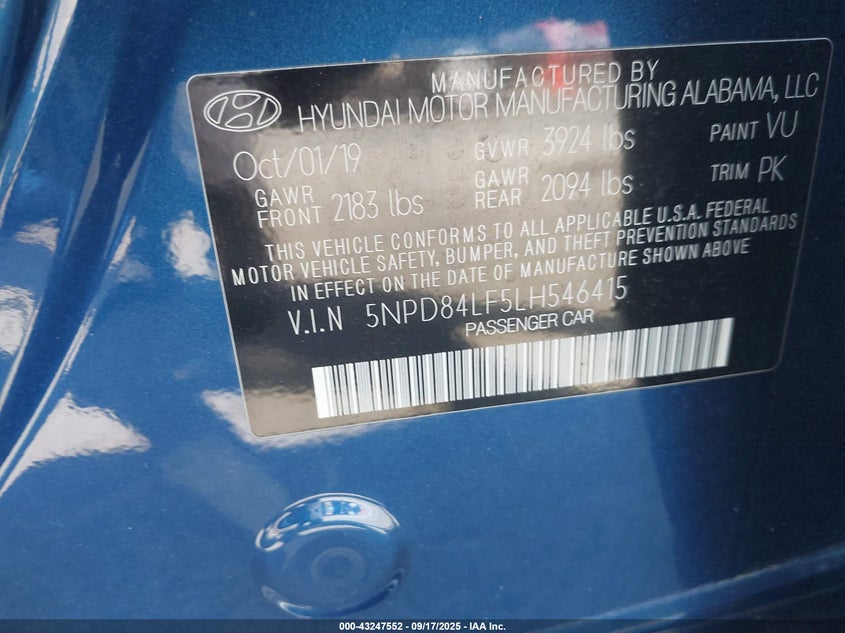 MANUFACTURED BY
HYUNDAI MOTOR MANUFACTURING ALABAMA, LLC
Oct/01/19 GVWR 3924 lbs PAINT VU
GAWR FRONT 2183 lbs GAWR REAR 2094 lbs TRIM PK
THIS VEHICLE CONFORMS TO ALL APPLICABLE U.S.A. FEDERAL
MOTOR VEHICLE SAFETY, BUMPER, AND THEFT PREVENTION STANDARDS
IN EFFECT ON THE DATE OF MANUFACTURE SHOWN ABOVE
V.I.N 5NPD84LF5LH546415
PASSENGER CAR
000-43247552 - 09/17/2025 - IAA Inc.